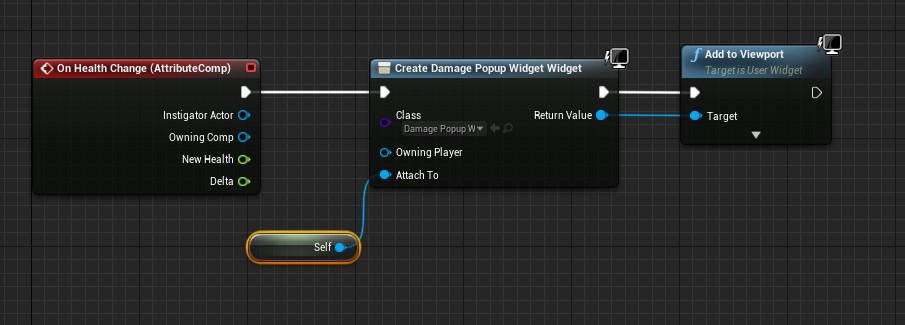 On Health Change (AttributeComp)
Instigator Actor
Owning Comp
New Health
Delta
Self
Create Damage Popup Widget Widget
Class
Return Value
Damage Popup W
Owning Player
Attach To
f Add to Viewport
Target is User Widget
Target